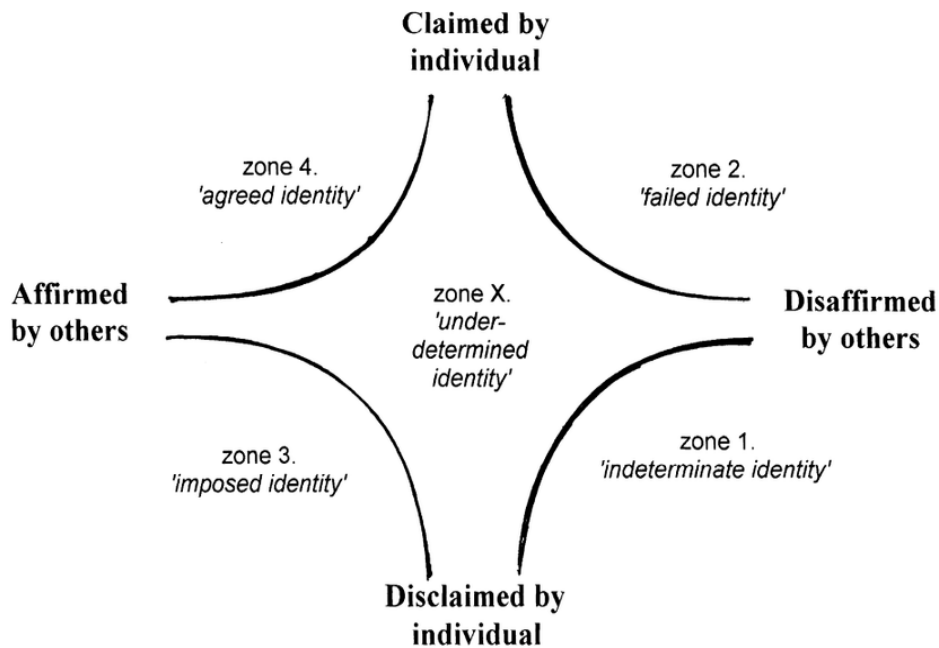 Claimed by
individual
zone 4.
'agreed identity'
zone 2.
'failed identity'
Affirmed
by others
zone X.
'under-
determined
identity'
Disaffirmed
by others
zone 3.
'imposed identity'
zone 1.
'indeterminate identity'
Disclaimed by
individual